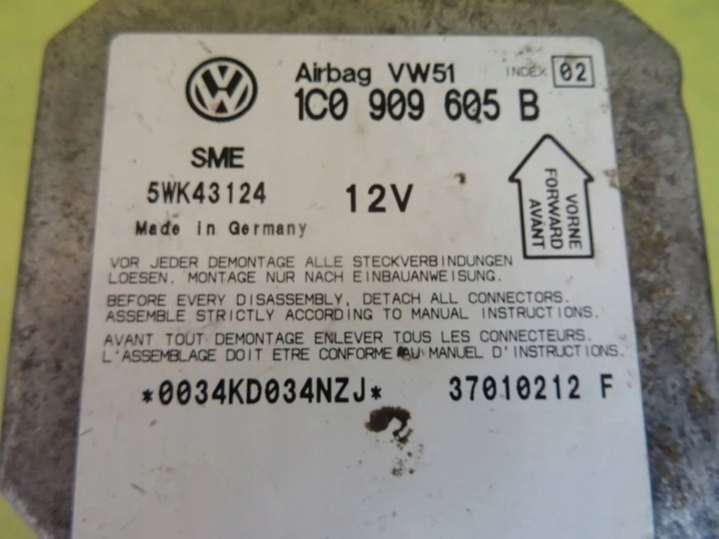 VW
Airbag VW51 INDEX 02
1C0 909 605 B
SME
5WK43124 12V
Made in Germany
VORNE
FORWARD
AVANT
VOR JEDER DEMONTAGE ALLE STECKVERBINDUNGEN
LOESEN. MONTAGE NUR NACH EINBAUANWEISUNG.
BEFORE EVERY DISASSEMBLY, DETACH ALL CONNECTORS.
ASSEMBLE STRICTLY ACCORDING TO MANUAL INSTRUCTIONS.
AVANT TOUT DEMONTAGE ENLEVER TOUS LES CONNECTEURS.
L'ASSEMBLAGE DOIT ETRE CONFORME AU MANUEL D'INSTRUCTIONS.
*0034KD034NZJ* 37010212 F